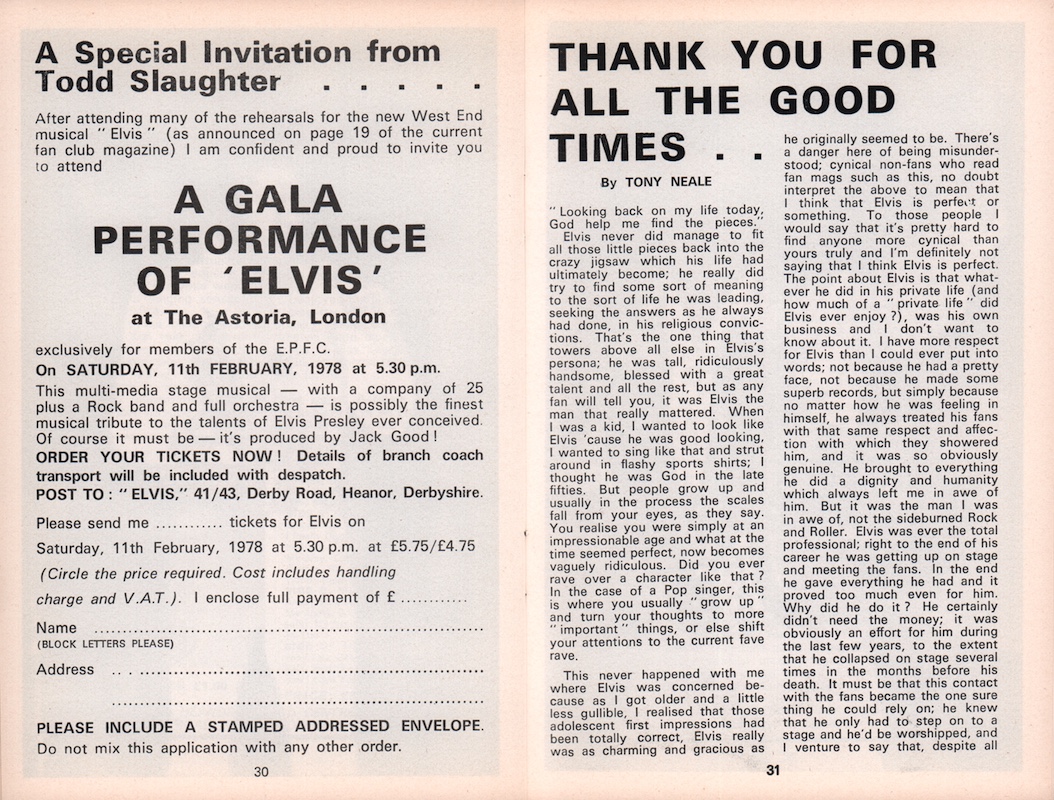 A Special Invitation from
Todd Slaughter . . . . .
After attending many of the rehearsals for the new West End
musical " Elvis " (as announced on page 19 of the current
fan club magazine) I am confident and proud to invite you
to attend
A GALA
PERFORMANCE
OF ‘ELVIS’
at The Astoria, London
exclusively for members of the E.P.F.C.
On SATURDAY, 11th FEBRUARY, 1978 at 5.30 p.m.
This multi-media stage musical — with a company of 25
plus a Rock band and full orchestra — is possibly the finest
musical tribute to the talents of Elvis Presley ever conceived.
Of course it must be — it's produced by Jack Good !
ORDER YOUR TICKETS NOW ! Details of branch coach
transport will be included with despatch.
POST TO : " ELVIS," 41/43, Derby Road, Heanor, Derbyshire.
Please send me ............ tickets for Elvis on
Saturday, 11th February, 1978 at 5.30 p.m. at £5.75/£4.75
(Circle the price required. Cost includes handling
charge and V.A.T.). I enclose full payment of £ ............
Name ............................................................
(BLOCK LETTERS PLEASE)
Address .. ............................................................
............................................................
PLEASE INCLUDE A STAMPED ADDRESSED ENVELOPE.
Do not mix this application with any other order.
30
THANK YOU FOR
ALL THE GOOD
TIMES . .
By TONY NEALE
" Looking back on my life today,
God help me find the pieces."
Elvis never did manage to fit
all those little pieces back into the
crazy jigsaw which his life had
ultimately become; he really did
try to find some sort of meaning
to the sort of life he was leading,
seeking the answers as he always
had done, in his religious convic-
tions. That's the one thing that
towers above all else in Elvis's
persona; he was tall, ridiculously
handsome, blessed with a great
talent and all the rest, but as any
fan will tell you, it was Elvis the
man that really mattered. When
I was a kid, I wanted to look like
Elvis 'cause he was good looking,
I wanted to sing like that and strut
around in flashy sports shirts; I
thought he was God in the late
fifties. But people grow up and
usually in the process the scales
fall from your eyes, as they say.
You realise you were simply at an
impressionable age and what at the
time seemed perfect, now becomes
vaguely ridiculous. Did you ever
rave over a character like that ?
In the case of a Pop singer, this
is where you usually " grow up "
and turn your thoughts to more
" important " things, or else shift
your attentions to the current fave
rave.
This never happened with me
where Elvis was concerned be-
cause as I got older and a little
less gullible, I realised that those
adolescent first impressions had
been totally correct, Elvis really
was as charming and gracious as
he originally seemed to be. There's
a danger here of being misunder-
stood; cynical non-fans who read
fan mags such as this, no doubt
interpret the above to mean that
I think that Elvis is perfect or
something. To those people I
would say that it's pretty hard to
find anyone more cynical than
yours truly and I'm definitely not
saying that I think Elvis is perfect.
The point about Elvis is that what-
ever he did in his private life (and
how much of a " private life " did
Elvis ever enjoy ?), was his own
business and I don't want to
know about it. I have more respect
for Elvis than I could ever put into
words; not because he had a pretty
face, not because he made some
superb records, but simply because
no matter how he was feeling in
himself, he always treated his fans
with that same respect and affec-
tion with which they showered
him, and it was so obviously
genuine. He brought to everything
he did a dignity and humanity
which always left me in awe of
him. But it was the man I was
in awe of, not the sideburned Rock
and Roller. Elvis was ever the total
professional; right to the end of his
career he was getting up on stage
and meeting the fans. In the end
he gave everything he had and it
proved too much even for him.
Why did he do it ? He certainly
didn't need the money; it was
obviously an effort for him during
the last few years, to the extent
that he collapsed on stage several
times in the months before his
death. It must be that this contact
with the fans became the one sure
thing he could rely on; he knew
that he only had to step on to a
stage and he'd be worshipped, and
I venture to say that, despite all
31